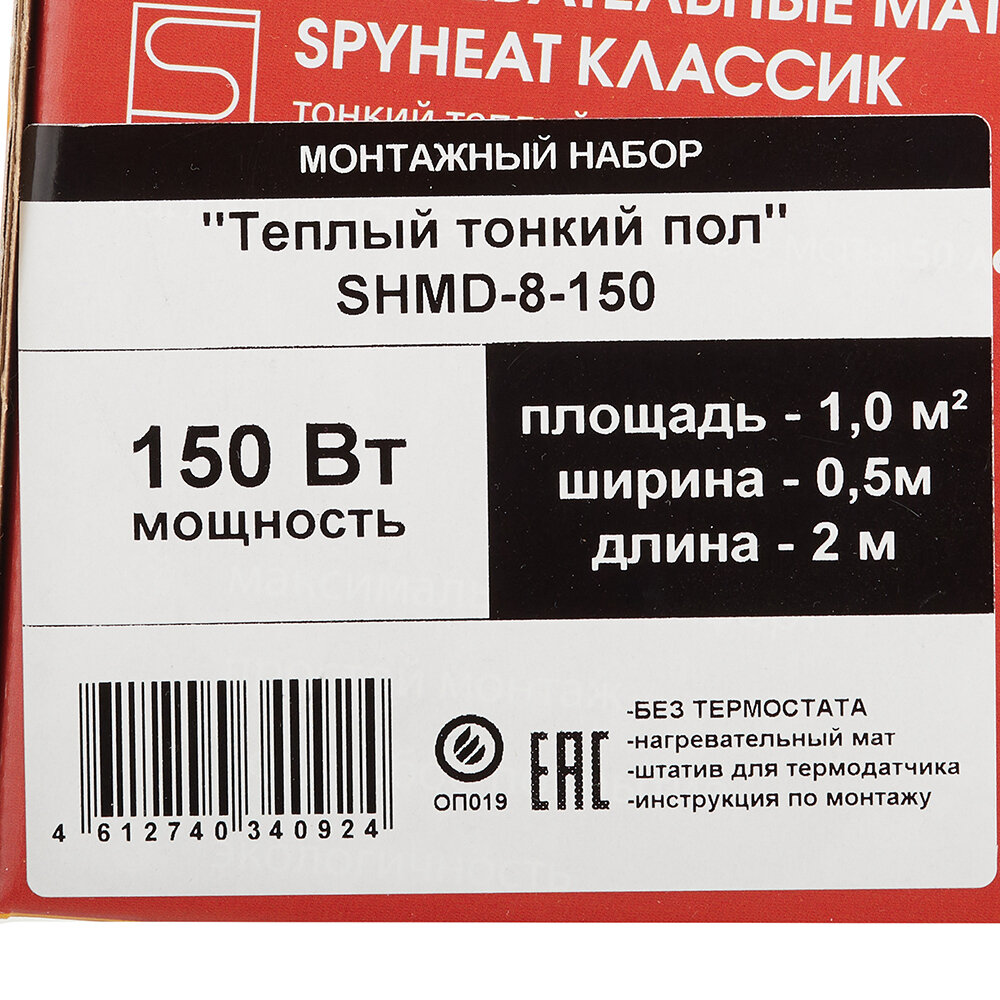 SPYHEAT КЛАССИК
МОНТАЖНЫЙ НАБОР
"Теплый тонкий пол"
SHMD-8-150
150 Вт
мощность
площадь - 1,0 м²
ширина - 0,5м
длина - 2 м
-БЕЗ ТЕРМОСТАТА
-нагревательный мат
-штатив для термодатчика
-инструкция по монтажу
ОП019
EAC
4 612740 340924